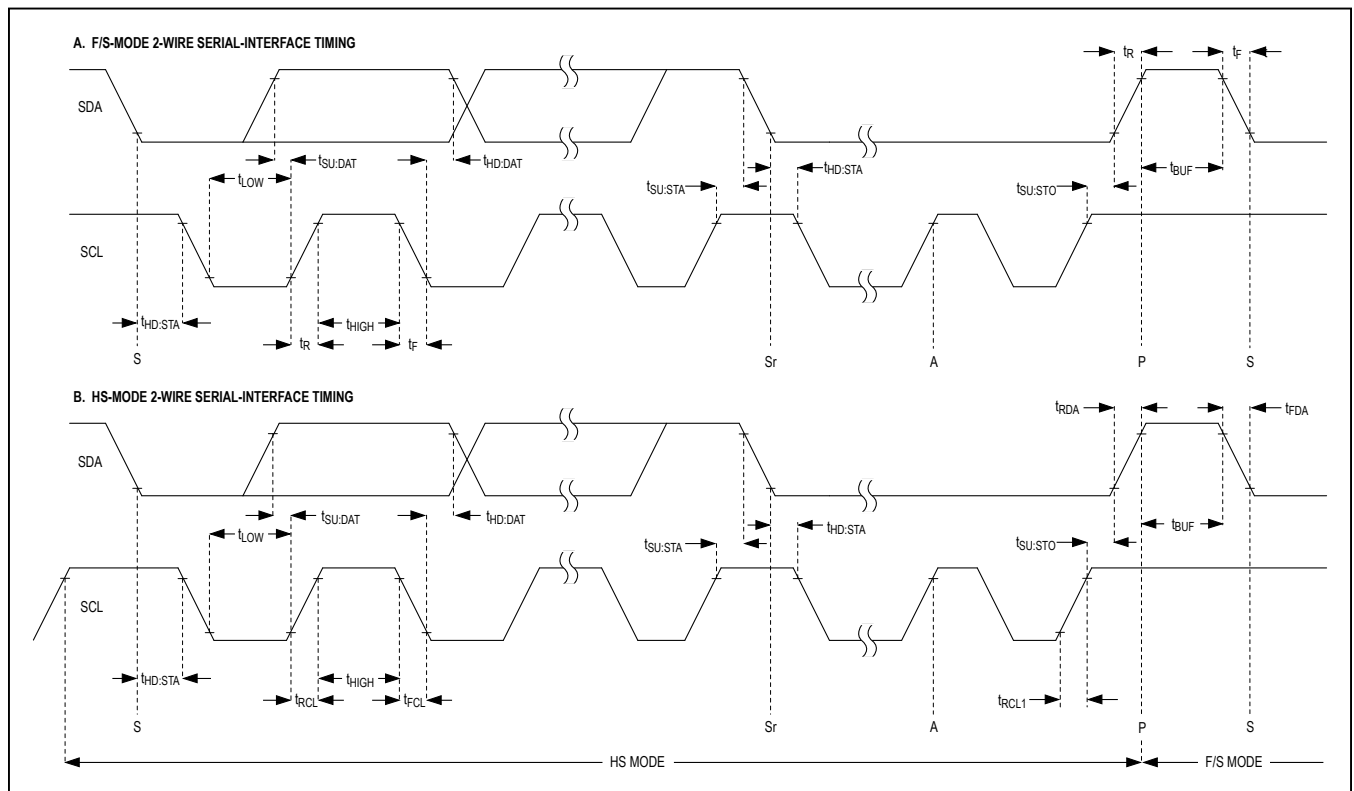 A. F/S-MODE 2-WIRE SERIAL-INTERFACE TIMING
tR
tF
SDA
tSU:DAT
tHD:DAT
tLOW
tHD:STA
tBUF
tSU:STA
tSU:STO
SCL
tHD:STA
tR
tHIGH
tF
S
Sr
A
P
S
B. HS-MODE 2-WIRE SERIAL-INTERFACE TIMING
tRDA
tFDA
SDA
tSU:DAT
tHD:DAT
tLOW
tHD:STA
tBUF
tSU:STA
tSU:STO
SCL
tHD:STA
tRCL
tHIGH
tFCL
tRCL1
S
Sr
A
P
S
HS MODE
F/S MODE